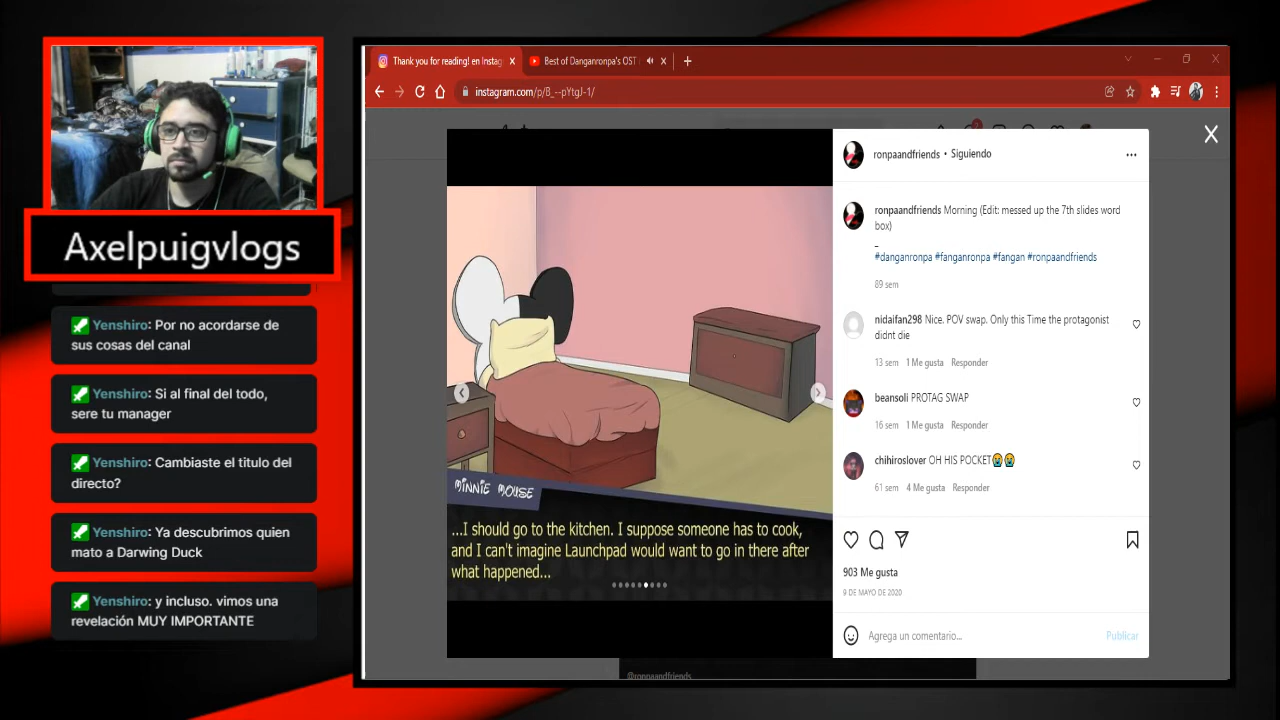 Axelpuigvlogs
Yenshiro: Por no acordarse de
sus cosas del canal
Yenshiro: Si al final del todo,
sere tu manager
Yenshiro: Cambiaste el titulo del
directo?
Yenshiro: Ya descubrimos quien
mato a Darwing Duck
Yenshiro: y incluso. vimos una
revelación MUY IMPORTANTE
Thank you for reading! en Instag
Best of Danganronpa's OST
instagram.com/p/B_--pYtgJ-1/
MINNIE MOUSE
...I should go to the kitchen. I suppose someone has to cook,
and I can't imagine Launchpad would want to go in there after
what happened...
ronpaandfriends • Siguiendo
ronpaandfriends Morning (Edit: messed up the 7th slides word
box)
_
#danganronpa #fanganronpa #fangan #ronpaandfriends
89 sem
nidaifan298 Nice. POV swap. Only this Time the protagonist
didnt die
13 sem 1 Me gusta Responder
beansoli PROTAG SWAP
16 sem 1 Me gusta Responder
chihiroslover OH HIS POCKET😭😭
61 sem 4 Me gusta Responder
903 Me gusta
9 DE MAYO DE 2020
Agrega un comentario...
Publicar
@ronpaandfriends